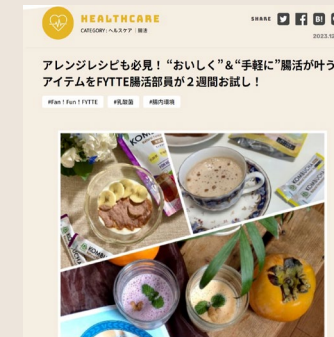 HEALTHCARE
CATEGORY : ヘルスケア | 腸活
SHARE
2023.12
アレンジレシピも必見！ “おいしく”＆“手軽に”腸活が叶う
アイテムをFYTTE腸活部員が２週間お試し！
#Fan！Fun！FYTTE
#乳酸菌
#腸内環境